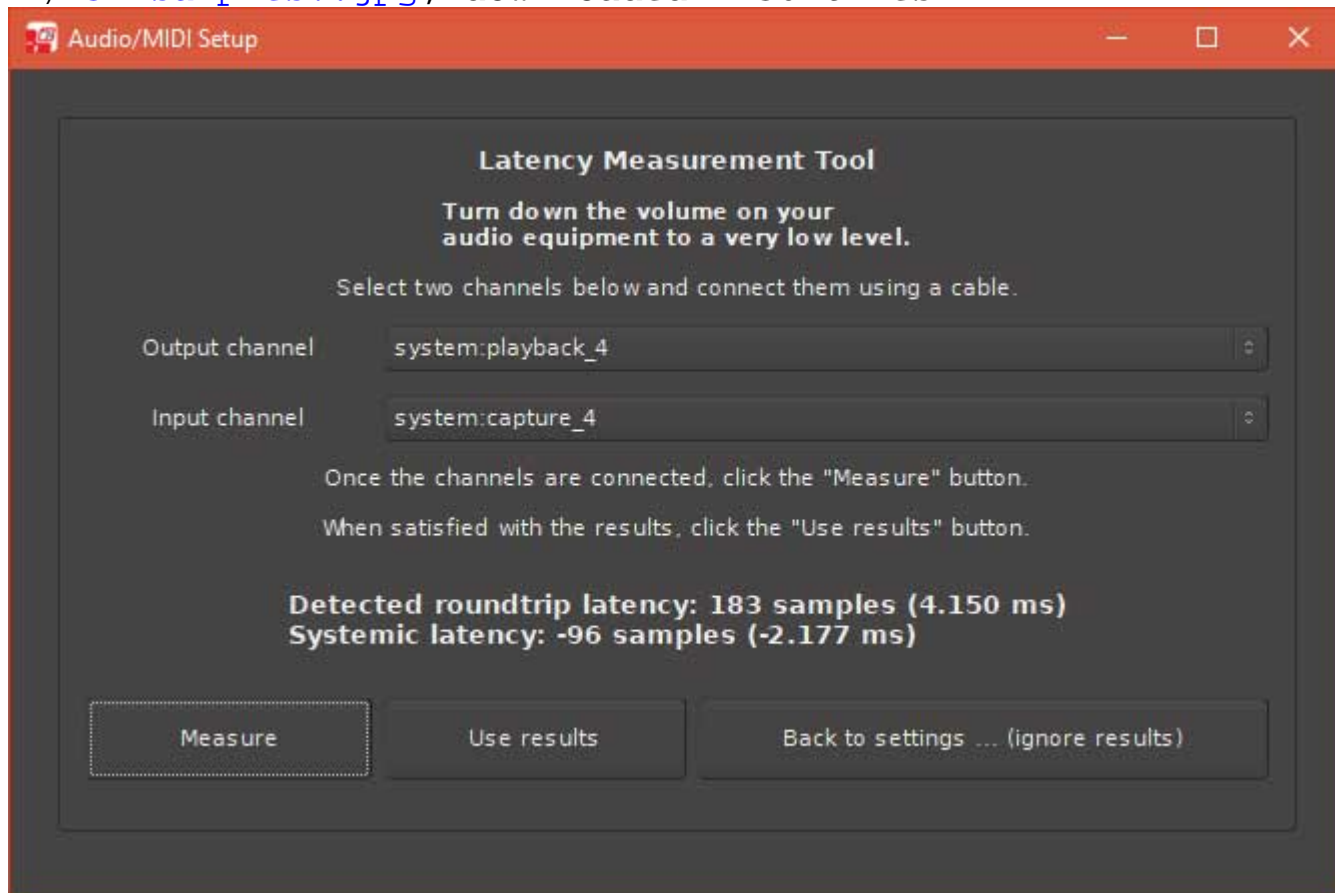 Audio/MIDI Setup
Latency Measurement Tool
Turn down the volume on your
audio equipment to a very low level.
Select two channels below and connect them using a cable.
Output channel system:playback_4
Input channel system:capture_4
Once the channels are connected, click the "Measure" button.
When satisfied with the results, click the "Use results" button.
Detected roundtrip latency: 183 samples (4.150 ms)
Systemic latency: -96 samples (-2.177 ms)
Measure Use results Back to settings ... (ignore results)